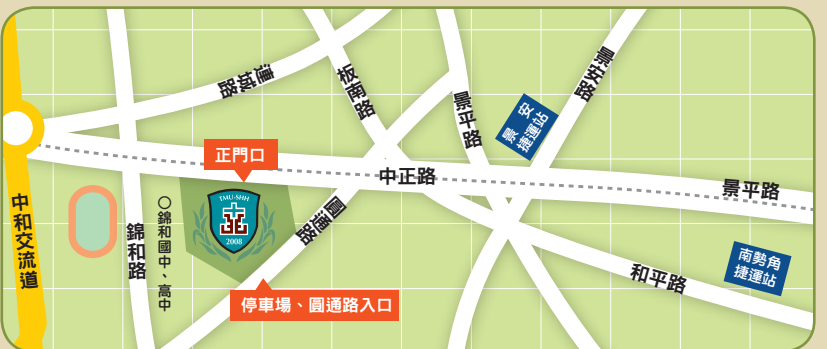 連城路
板南路
景平路
景安路
景安
捷運站
正門口
中正路
景平路
中和交流道
錦和路
○錦和國中、高中
TMU-SHH
2008
圓通路
停車場、圓通路入口
和平路
南勢角
捷運站